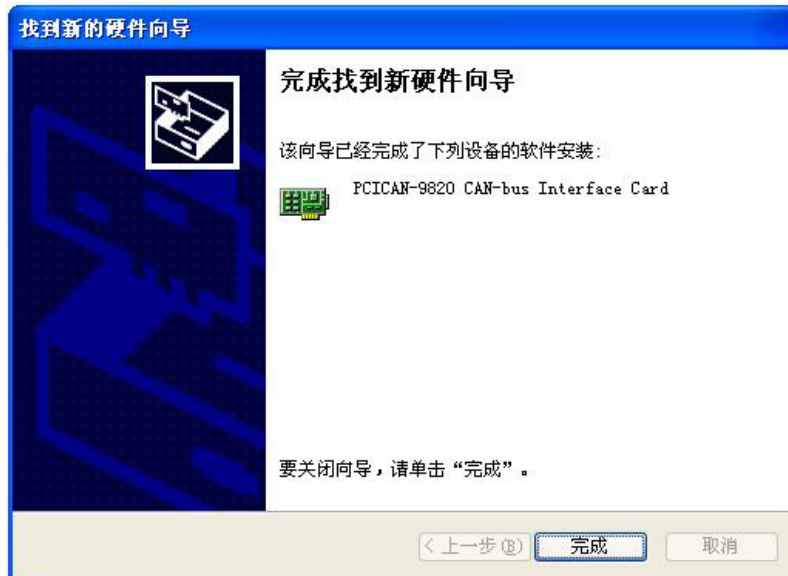 找到新的硬件向导
完成找到新硬件向导
该向导已经完成了下列设备的软件安装:
PCICAN-9820 CAN-bus Interface Card
要关闭向导，请单击“完成”。
< 上一步(B)
完成
取消